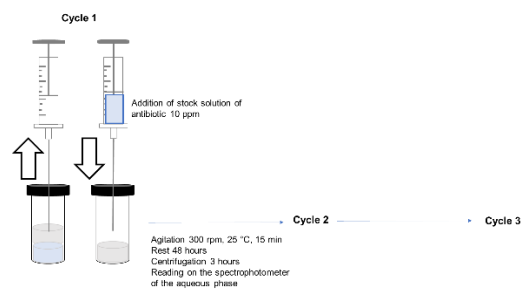 Cycle 1
Addition of stock solution of
antibiotic 10 ppm
Cycle 2
Cycle 3
Agitation 300 rpm. 25 °C, 15 min
Rest 48 hours
Centrifugation 3 hours
Reading on the spectrophotometer
of the aqueous phase